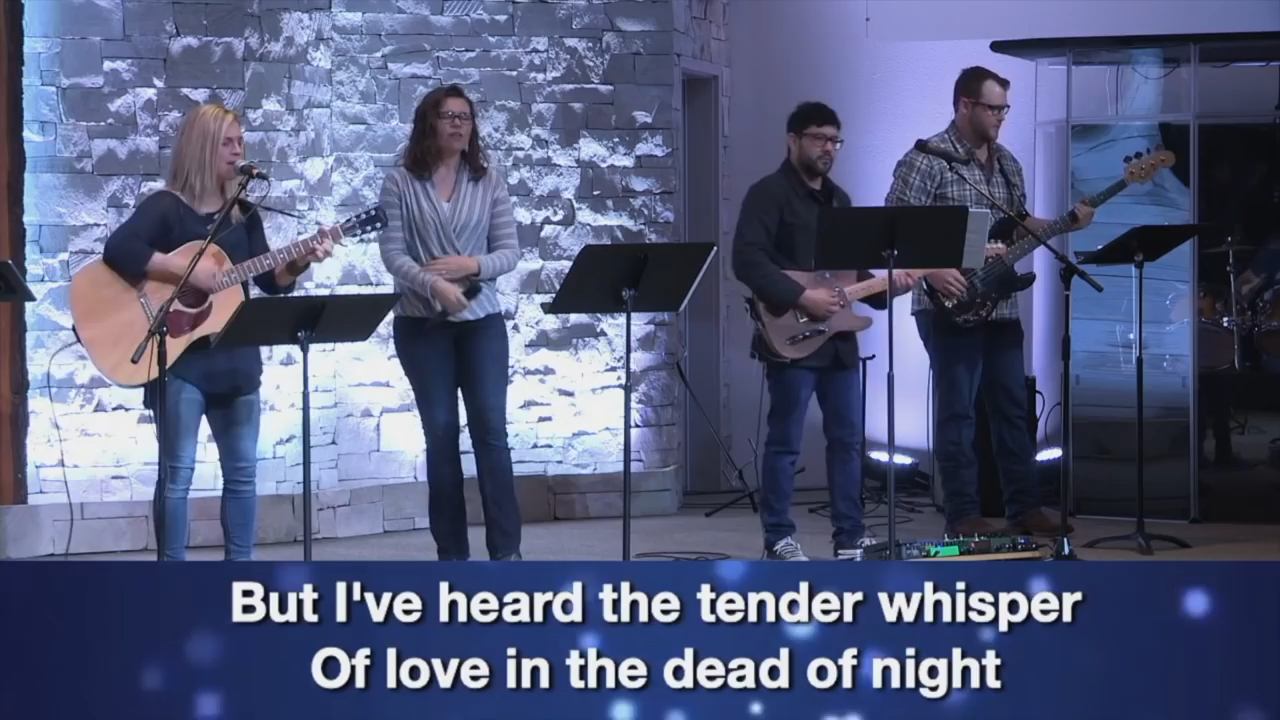 But I've heard the tender whisper
Of love in the dead of night